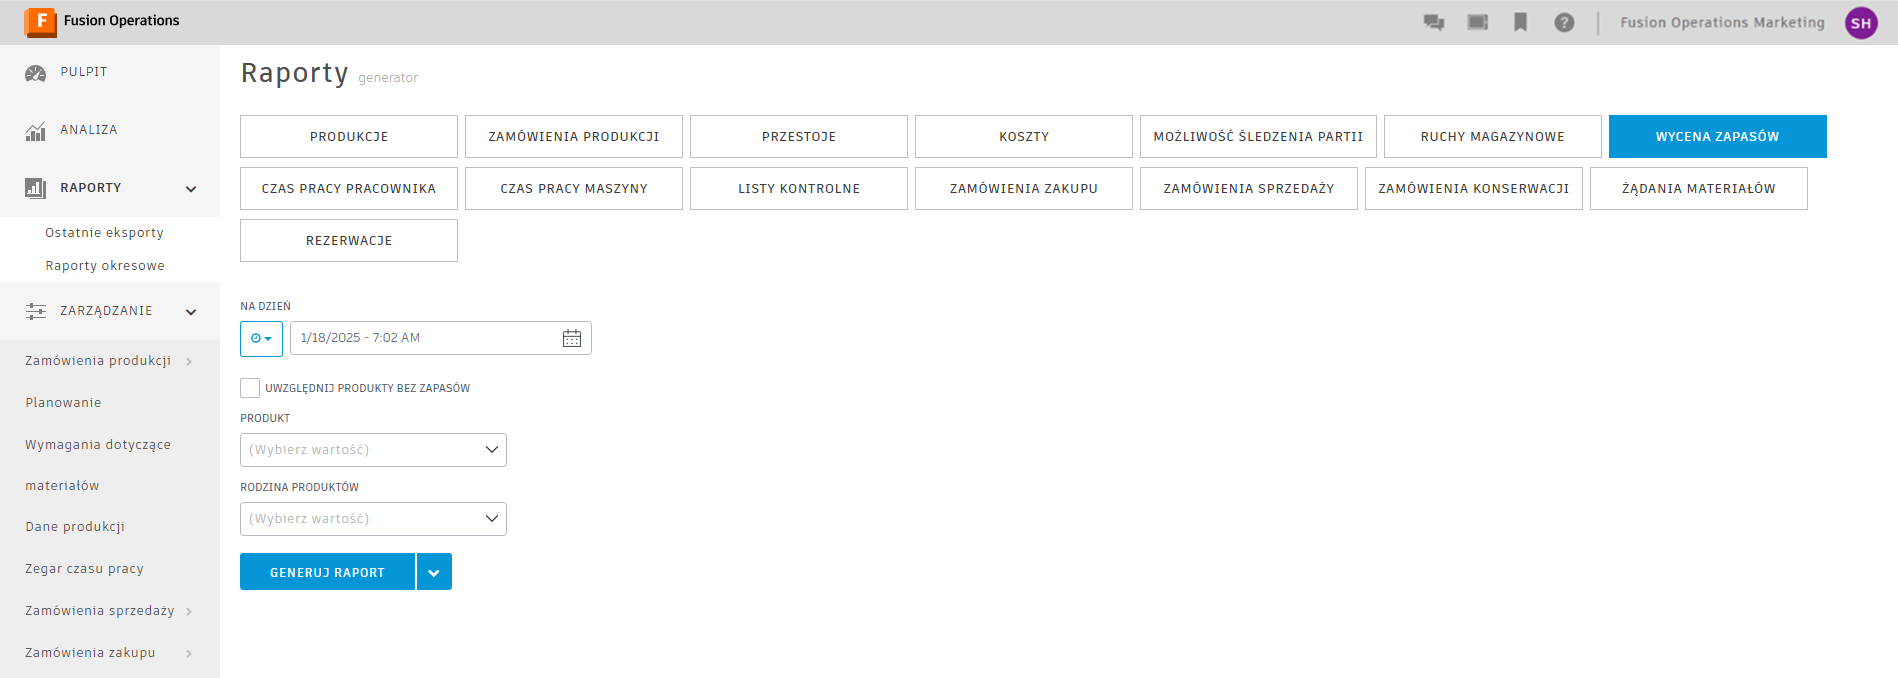 F Fusion Operations
? Fusion Operations Marketing SH
PULPIT
ANALIZA
RAPORTY
Ostatnie eksporty
Raporty okresowe
ZARZĄDZANIE
Zamówienia produkcji
Planowanie
Wymagania dotyczące
materiałów
Dane produkcji
Zegar czasu pracy
Zamówienia sprzedaży
Zamówienia zakupu
Raporty generator
PRODUKCJE ZAMÓWIENIA PRODUKCJI PRZESTOJE KOSZTY MOŻLIWOŚĆ ŚLEDZENIA PARTII RUCHY MAGAZYNOWE WYCENA ZAPASÓW
CZAS PRACY PRACOWNIKA CZAS PRACY MASZYNY LISTY KONTROLNE ZAMÓWIENIA ZAKUPU ZAMÓWIENIA SPRZEDAŻY ZAMÓWIENIA KONSERWACJI ŻĄDANIA MATERIAŁÓW
REZERWACJE
NA DZIEŃ
1/18/2025 - 7:02 AM
UWZGLĘDNIJ PRODUKTY BEZ ZAPASÓW
PRODUKT
(Wybierz wartość)
RODZINA PRODUKTÓW
(Wybierz wartość)
GENERUJ RAPORT